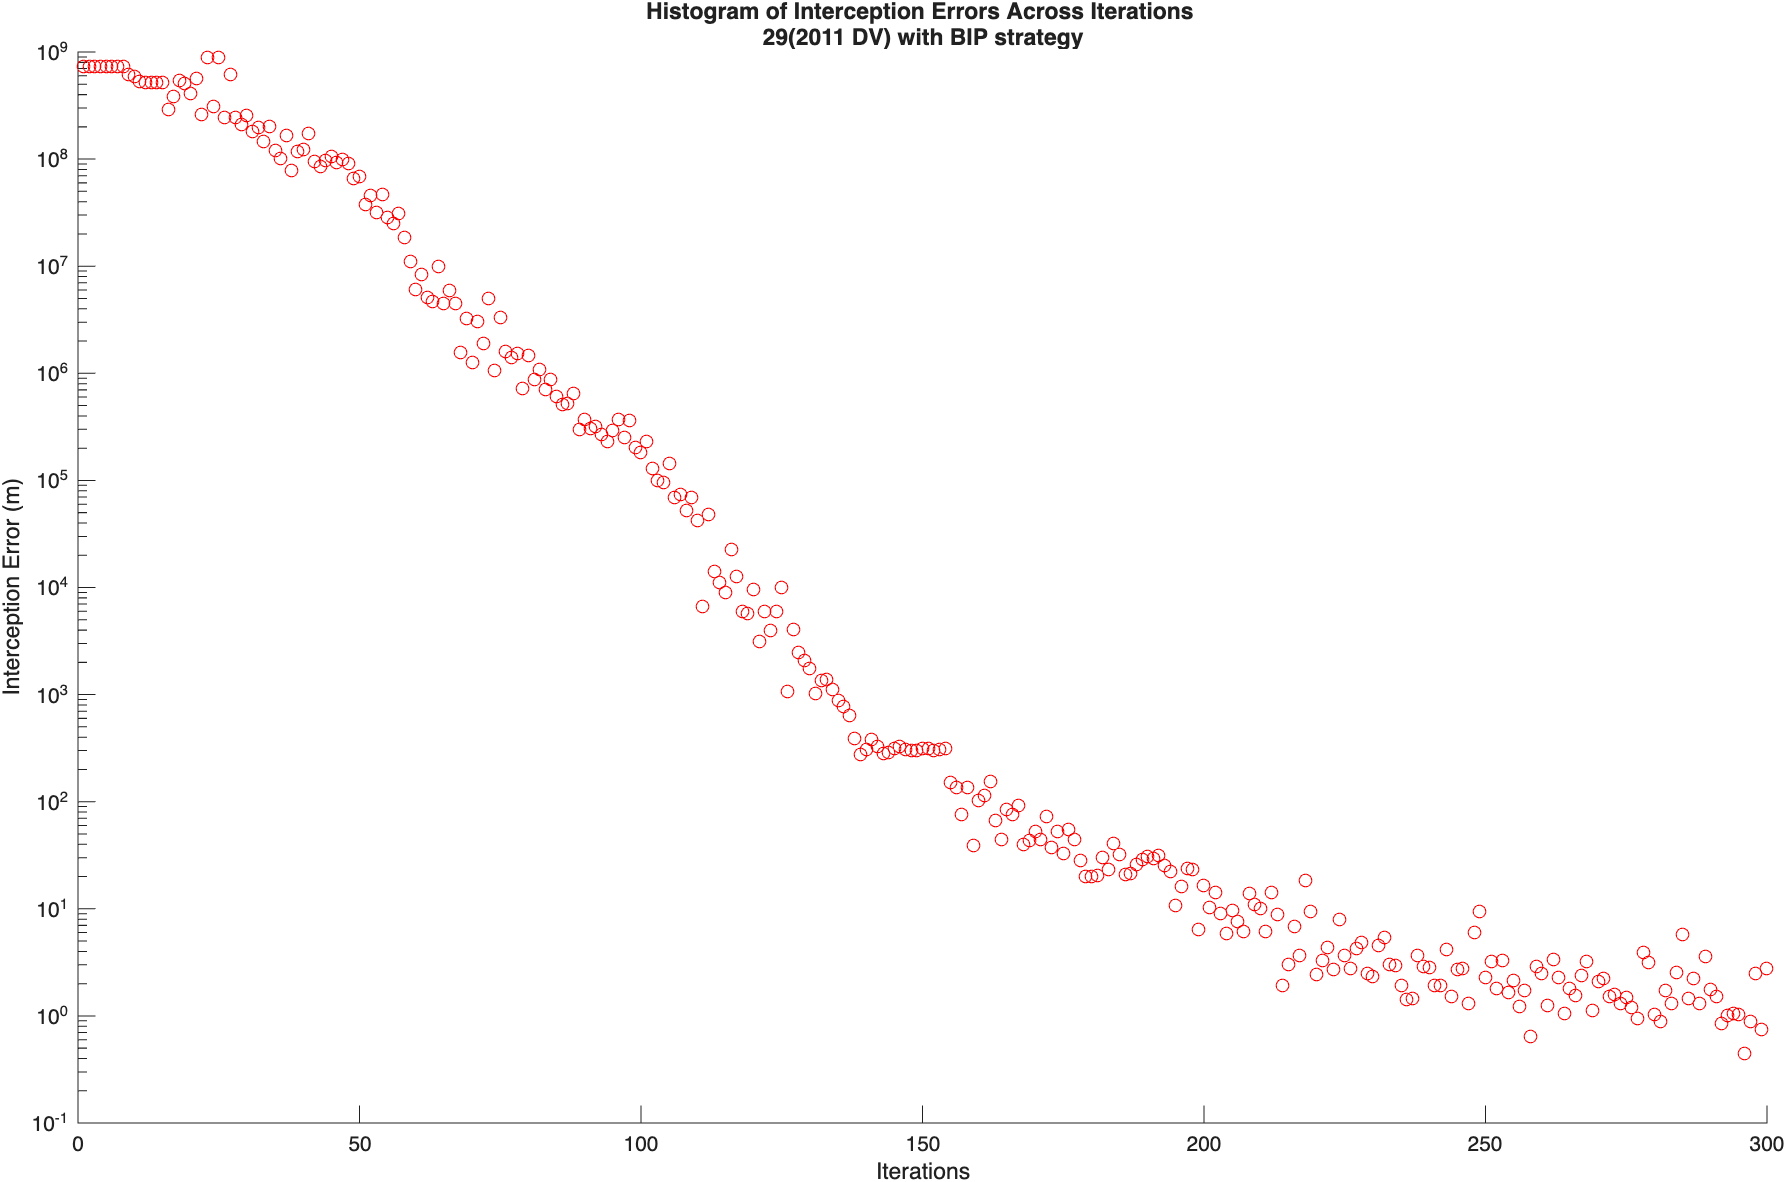 Histogram of Interception Errors Across Iterations
29(2011 DV) with BIP strategy
Interception Error (m)
10⁹
10⁸
10⁷
10⁶
10⁵
10⁴
10³
10²
10¹
10⁰
10⁻¹
0 50 100 150 200 250 300
Iterations